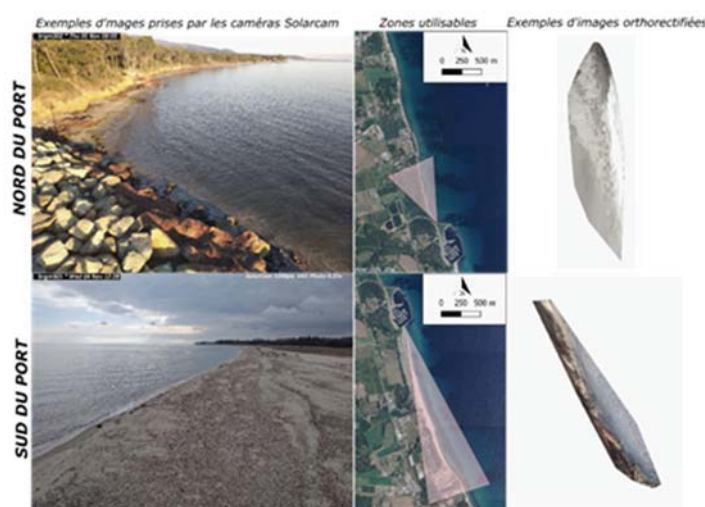 Exemples d'mages prises par les caméras Solarcam
Zones utilisables
Exemples d'images orthorectifiées
NORD DU PORT
0 250 500 m
SUD DU PORT
0 250 500 m